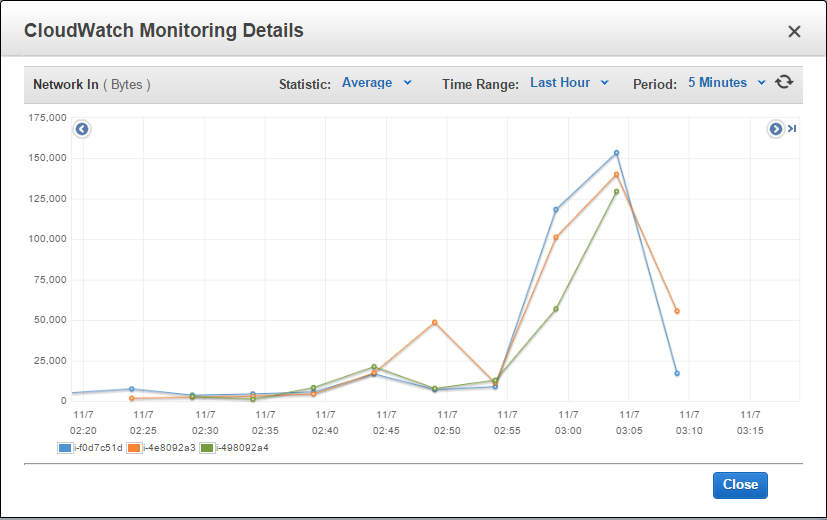 CloudWatch Monitoring Details
Network In ( Bytes ) Statistic: Average Time Range: Last Hour Period: 5 Minutes
175,000
150,000
125,000
100,000
75,000
50,000
25,000
0
11/7 11/7 11/7 11/7 11/7 11/7 11/7 11/7 11/7 11/7 11/7 11/7
02:20 02:25 02:30 02:35 02:40 02:45 02:50 02:55 03:00 03:05 03:10 03:15
i-f0d7c51d i-4e8092a3 i-498092a4
Close